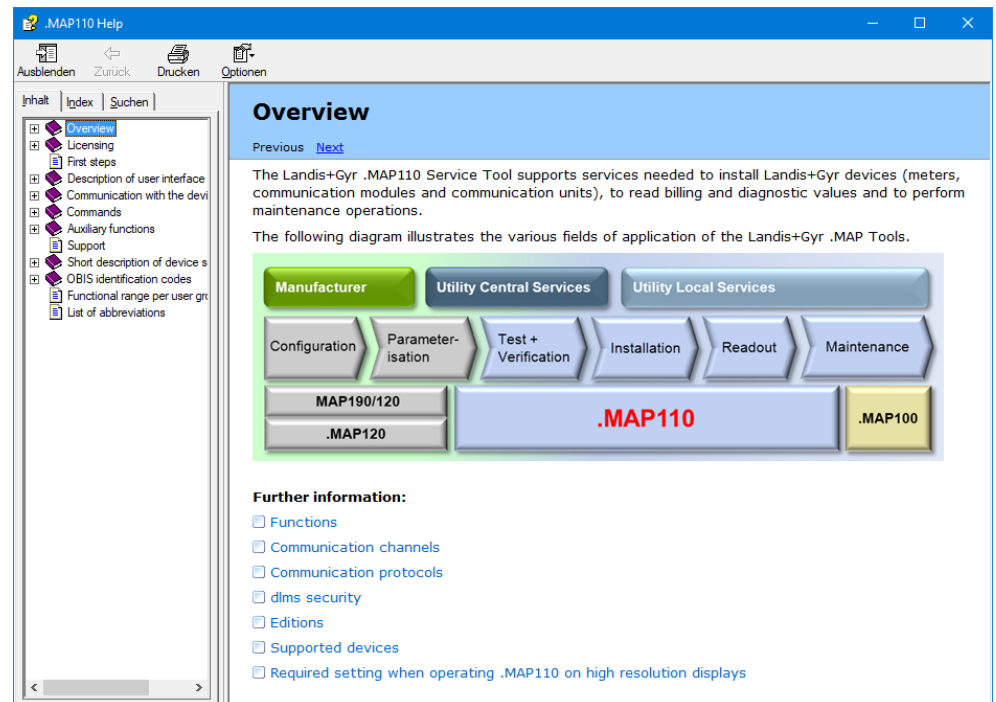 .MAP110 Help
Ausblenden Zurück Drucken Optionen
Inhalt Index Suchen
Overview
Licensing
First steps
Description of user interface
Communication with the devi
Commands
Auxiliary functions
Support
Short description of device s
OBIS identification codes
Functional range per user gro
List of abbreviations
Overview
Previous Next
The Landis+Gyr .MAP110 Service Tool supports services needed to install Landis+Gyr devices (meters,
communication modules and communication units), to read billing and diagnostic values and to perform
maintenance operations.
The following diagram illustrates the various fields of application of the Landis+Gyr .MAP Tools.
Manufacturer Utility Central Services Utility Local Services
Configuration Parameter-
isation Test +
Verification Installation Readout Maintenance
MAP190/120
.MAP120
.MAP110
.MAP100
Further information:
Functions
Communication channels
Communication protocols
dlms security
Editions
Supported devices
Required setting when operating .MAP110 on high resolution displays